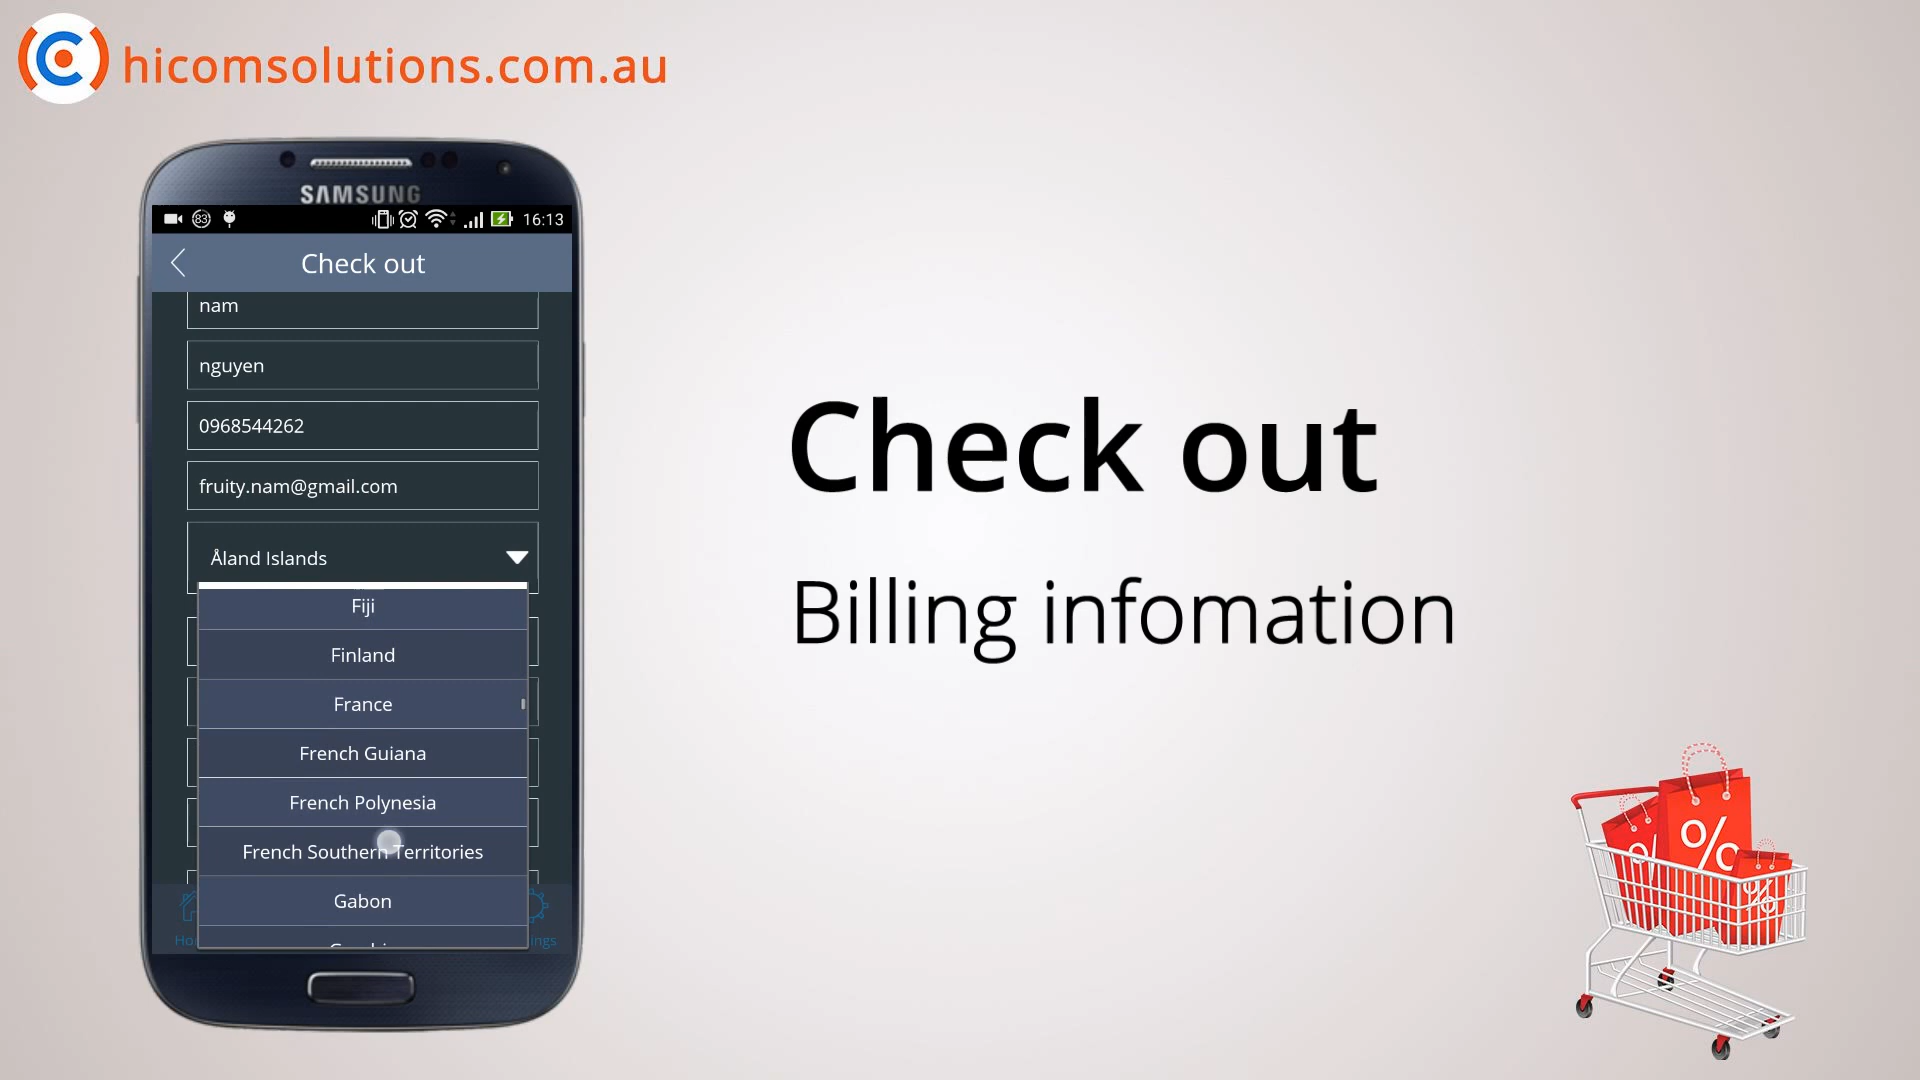 hicomsolutions.com.au
SAMSUNG
83
16:13
Check out
nam
nguyen
0968544262
fruity.nam@gmail.com
Åland Islands
Fiji
Finland
France
French Guiana
French Polynesia
French Southern Territories
Gabon
Check out
Billing infomation
% % %